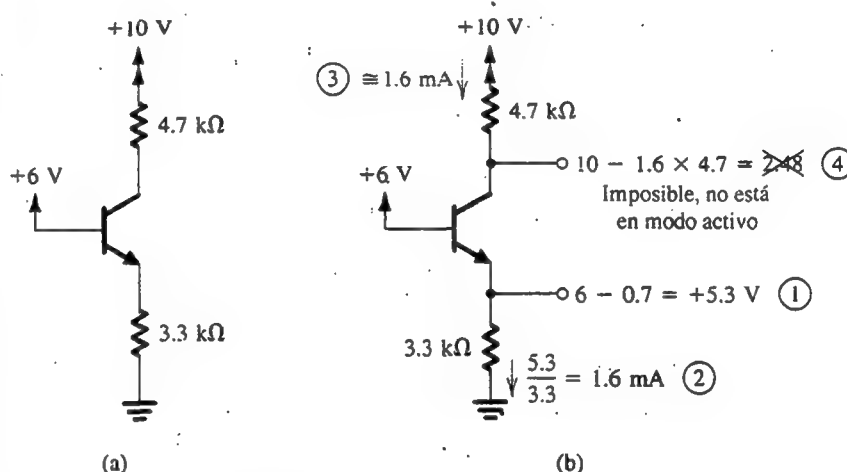 +10 V
4.7 kΩ
+6 V
3.3 kΩ
(a)
+10 V
③ ≅ 1.6 mA
4.7 kΩ
10 − 1.6 × 4.7 = 2.48 ④
Imposible, no está
en modo activo
+6 V
6 − 0.7 = +5.3 V ①
3.3 kΩ
5.3
3.3
= 1.6 mA ②
(b)